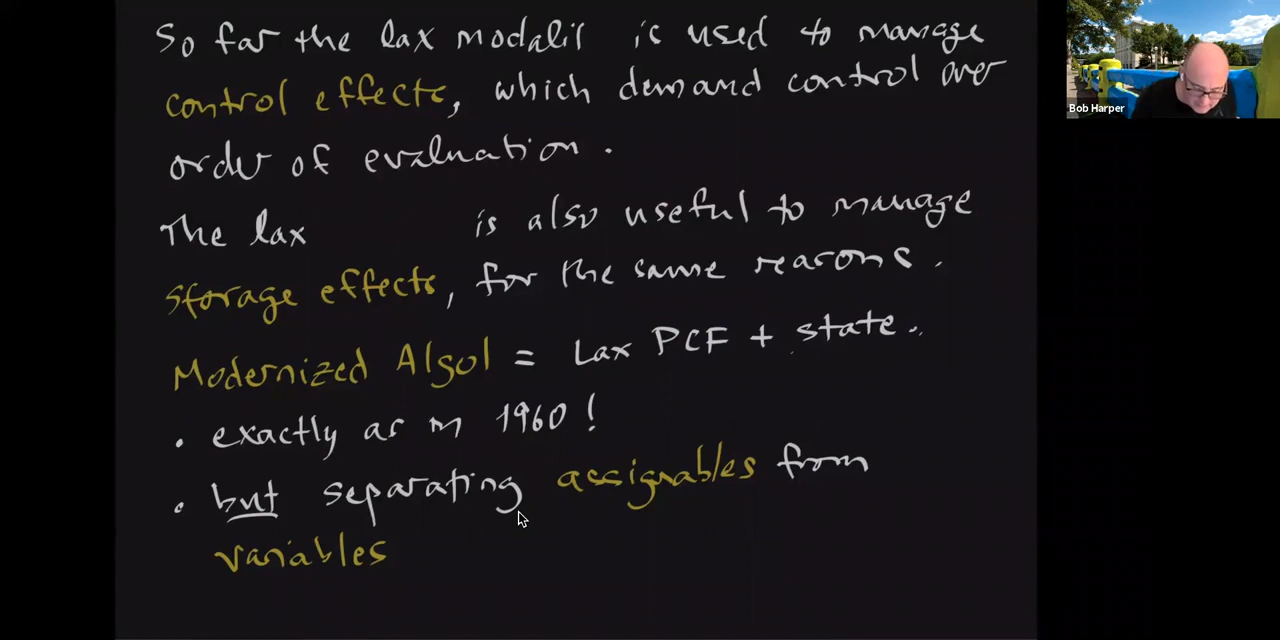 So far the lax modalit is used to manage
control effects, which demand control over
order of evaluation.
The lax is also useful to manage
storage effects, for the same reasons.
Modernized Algol = Lax PCF + state.
• exactly as in 1960!
• but separating assignables from
variables
Bob Harper